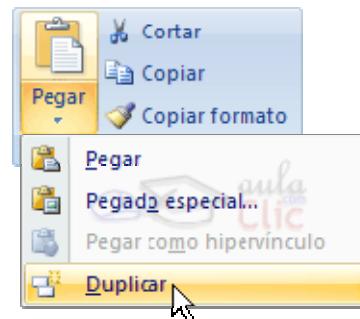 Cortar
Copiar
Pegar
Copiar formato
Pegar
Pegado especial...
Pegar como hipervínculo
Duplicar
aula
Clic
.com